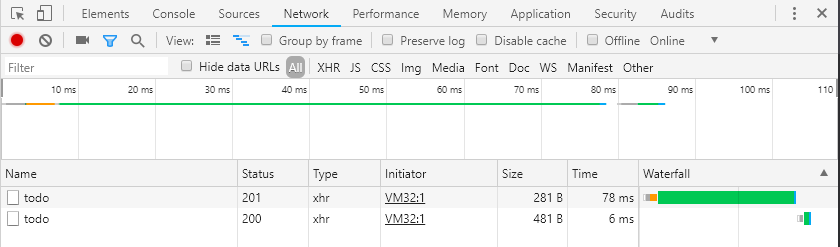 Elements Console Sources Network Performance Memory Application Security Audits
View: Group by frame Preserve log Disable cache Offline Online
Filter Hide data URLs All XHR JS CSS Img Media Font Doc WS Manifest Other
10 ms 20 ms 30 ms 40 ms 50 ms 60 ms 70 ms 80 ms 90 ms 100 ms 110
Name Status Type Initiator Size Time Waterfall
todo 201 xhr VM32:1 281 B 78 ms
todo 200 xhr VM32:1 481 B 6 ms